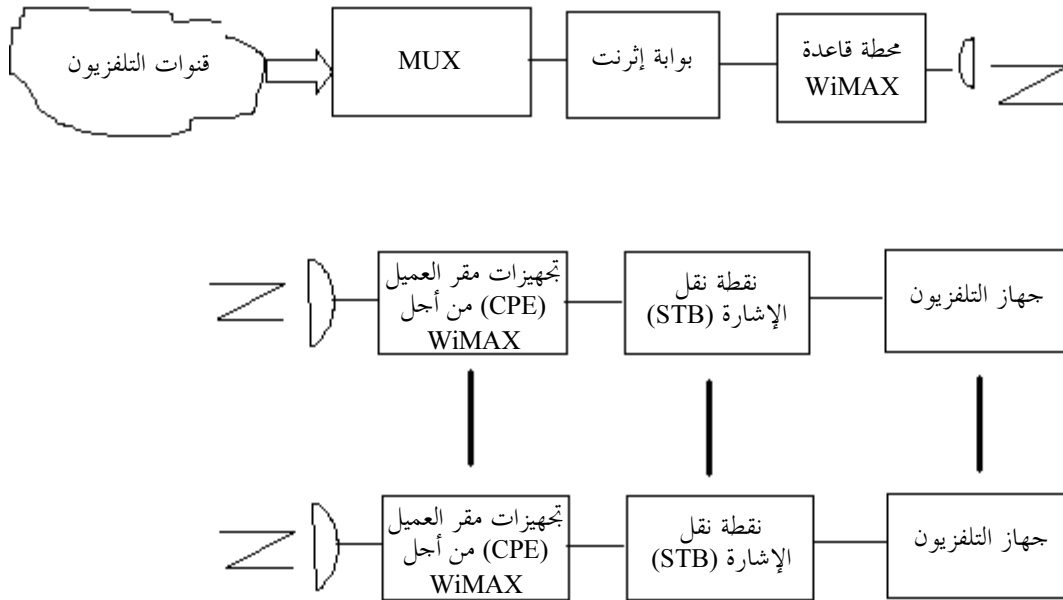 قنوات التلفزيون
MUX
بوابة إثرنت
محطة قاعدة
WiMAX
تجهيزات مقر العميل
(CPE) من أجل
WiMAX
نقطة نقل
الإشارة (STB)
جهاز التلفزيون
تجهيزات مقر العميل
(CPE) من أجل
WiMAX
نقطة نقل
الإشارة (STB)
جهاز التلفزيون